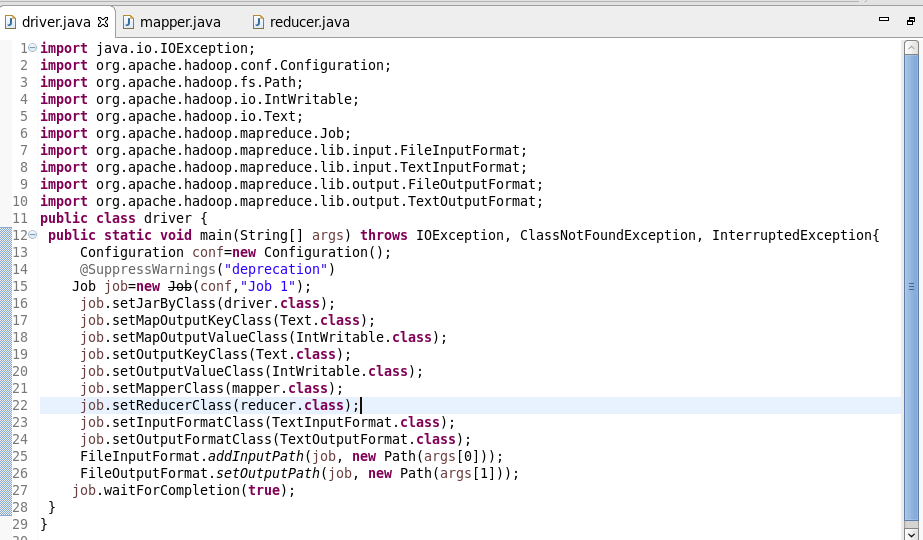 driver.java mapper.java reducer.java
1 import java.io.IOException;
2 import org.apache.hadoop.conf.Configuration;
3 import org.apache.hadoop.fs.Path;
4 import org.apache.hadoop.io.IntWritable;
5 import org.apache.hadoop.io.Text;
6 import org.apache.hadoop.mapreduce.Job;
7 import org.apache.hadoop.mapreduce.lib.input.FileInputFormat;
8 import org.apache.hadoop.mapreduce.lib.input.TextInputFormat;
9 import org.apache.hadoop.mapreduce.lib.output.FileOutputFormat;
10 import org.apache.hadoop.mapreduce.lib.output.TextOutputFormat;
11 public class driver {
12  public static void main(String[] args) throws IOException, ClassNotFoundException, InterruptedException{
13      Configuration conf=new Configuration();
14      @SuppressWarnings("deprecation")
15     Job job=new Job(conf,"Job 1");
16      job.setJarByClass(driver.class);
17      job.setMapOutputKeyClass(Text.class);
18      job.setMapOutputValueClass(IntWritable.class);
19      job.setOutputKeyClass(Text.class);
20      job.setOutputValueClass(IntWritable.class);
21      job.setMapperClass(mapper.class);
22      job.setReducerClass(reducer.class);
23      job.setInputFormatClass(TextInputFormat.class);
24      job.setOutputFormatClass(TextOutputFormat.class);
25      FileInputFormat.addInputPath(job, new Path(args[0]));
26      FileOutputFormat.setOutputPath(job, new Path(args[1]));
27     job.waitForCompletion(true);
28  }
29 }